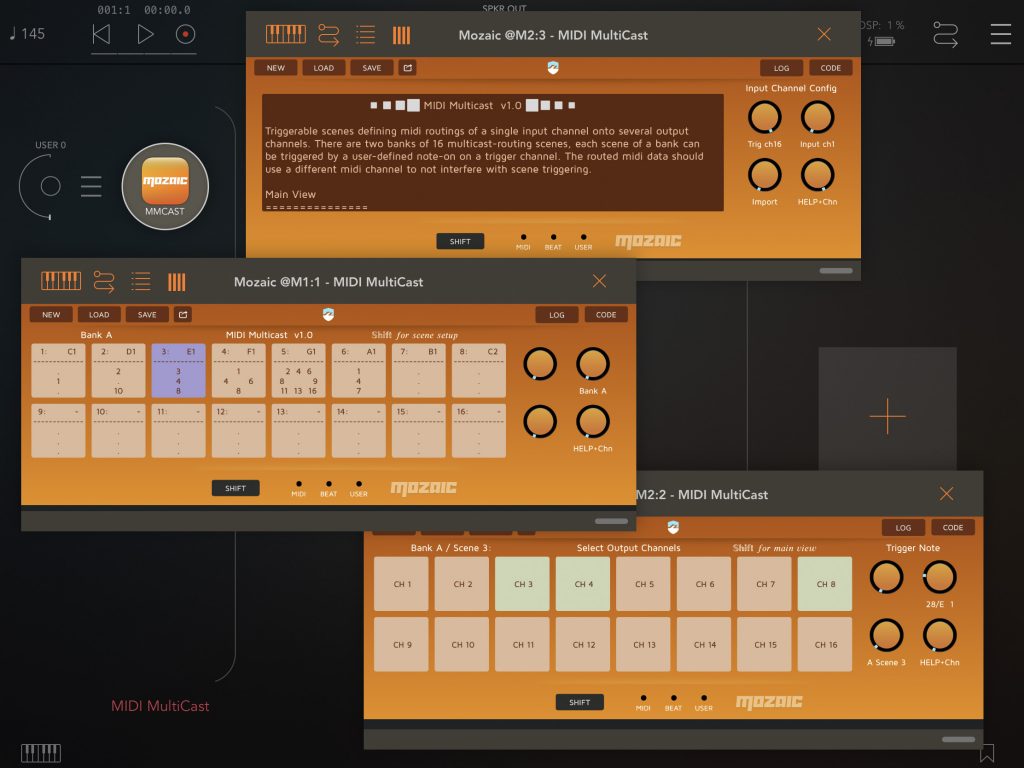 SPKR OUT
001:1 00:00.0
145
DSP: 1 %
USER 0
mozaic
MMCAST
Mozaic @M2:3 - MIDI MultiCast
NEW LOAD SAVE LOG CODE
MIDI Multicast v1.0
Triggerable scenes defining midi routings of a single input channel onto several output
channels. There are two banks of 16 multicast-routing scenes, each scene of a bank can
be triggered by a user-defined note-on on a trigger channel. The routed midi data should
use a different midi channel to not interfere with scene triggering.
Main View
===============
Input Channel Config
Trig ch16 Input ch1
Import HELP+Chn
SHIFT MIDI BEAT USER mozaic
Mozaic @M1:1 - MIDI MultiCast
NEW LOAD SAVE LOG CODE
Bank A MIDI Multicast v1.0 Shift for scene setup
1: C1 2: D1 3: E1 4: F1 5: G1 6: A1 7: B1 8: C2
--------------------
. 2 3 1 2 4 6 1 . .
1 . 4 4 6 8 9 4 . .
. 10 8 8 11 13 16 7 . .
9: - 10: - 11: - 12: - 13: - 14: - 15: - 16: -
--------------------
. . . . . . . .
. . . . . . . .
. . . . . . . .
Bank A
HELP+Chn
SHIFT MIDI BEAT USER mozaic
M2:2 - MIDI MultiCast
LOG CODE
Bank A / Scene 3: Select Output Channels Shift for main view
CH 1 CH 2 CH 3 CH 4 CH 5 CH 6 CH 7 CH 8
CH 9 CH 10 CH 11 CH 12 CH 13 CH 14 CH 15 CH 16
Trigger Note
28/E 1
A Scene 3 HELP+Chn
SHIFT MIDI BEAT USER mozaic
MIDI MultiCast